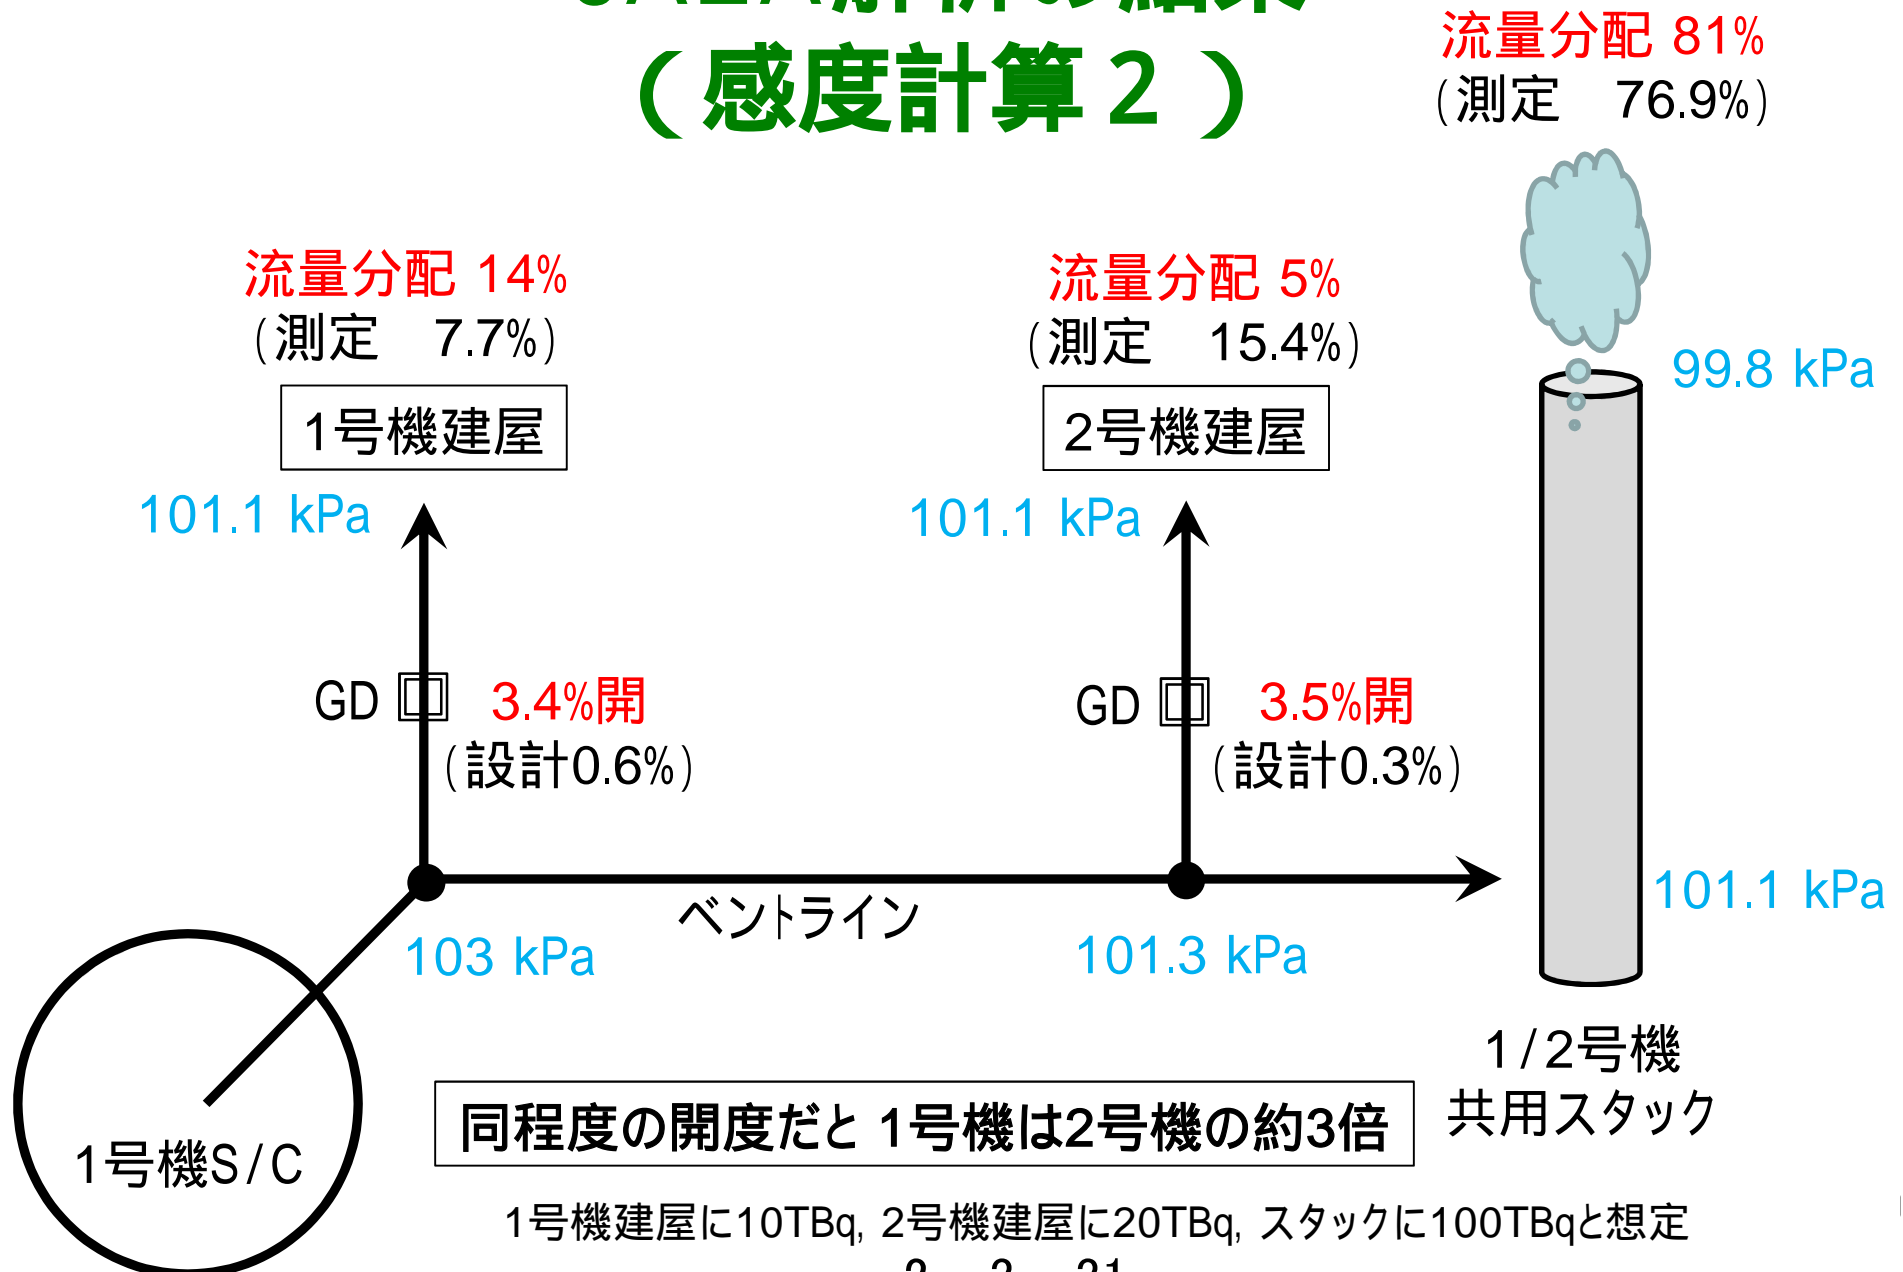 （感度計算２）
流量分配 81%
(測定　76.9%)
流量分配 14%
(測定　7.7%)
1号機建屋
101.1 kPa
流量分配 5%
(測定　15.4%)
2号機建屋
101.1 kPa
99.8 kPa
GD
3.4%開
(設計0.6%)
GD
3.5%開
(設計0.3%)
ベントライン
103 kPa
101.3 kPa
101.1 kPa
1/2号機
共用スタック
1号機S/C
同程度の開度だと 1号機は2号機の約3倍
1号機建屋に10TBq, 2号機建屋に20TBq, スタックに100TBqと想定